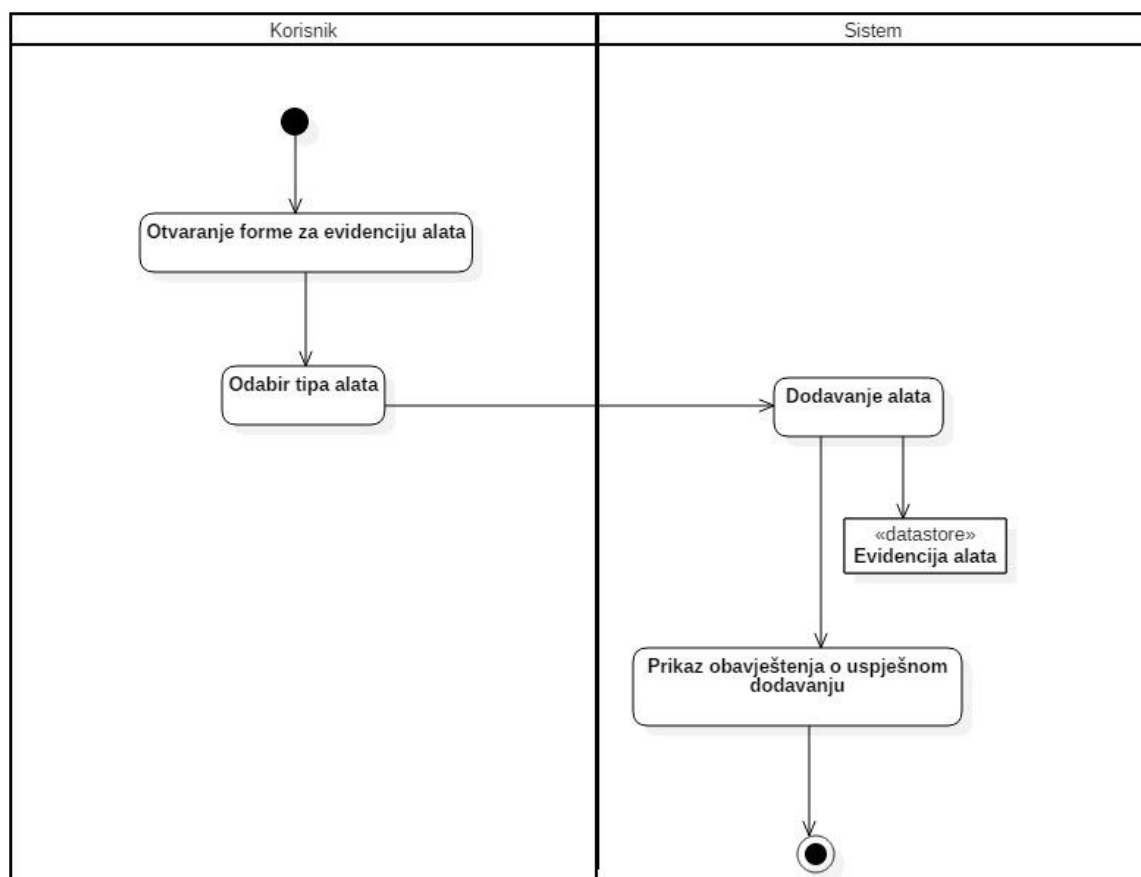 Korisnik
Sistem
Otvaranje forme za evidenciju alata
Odabir tipa alata
Dodavanje alata
«datastore»
Evidencija alata
Prikaz obavještenja o uspješnom
dodavanju